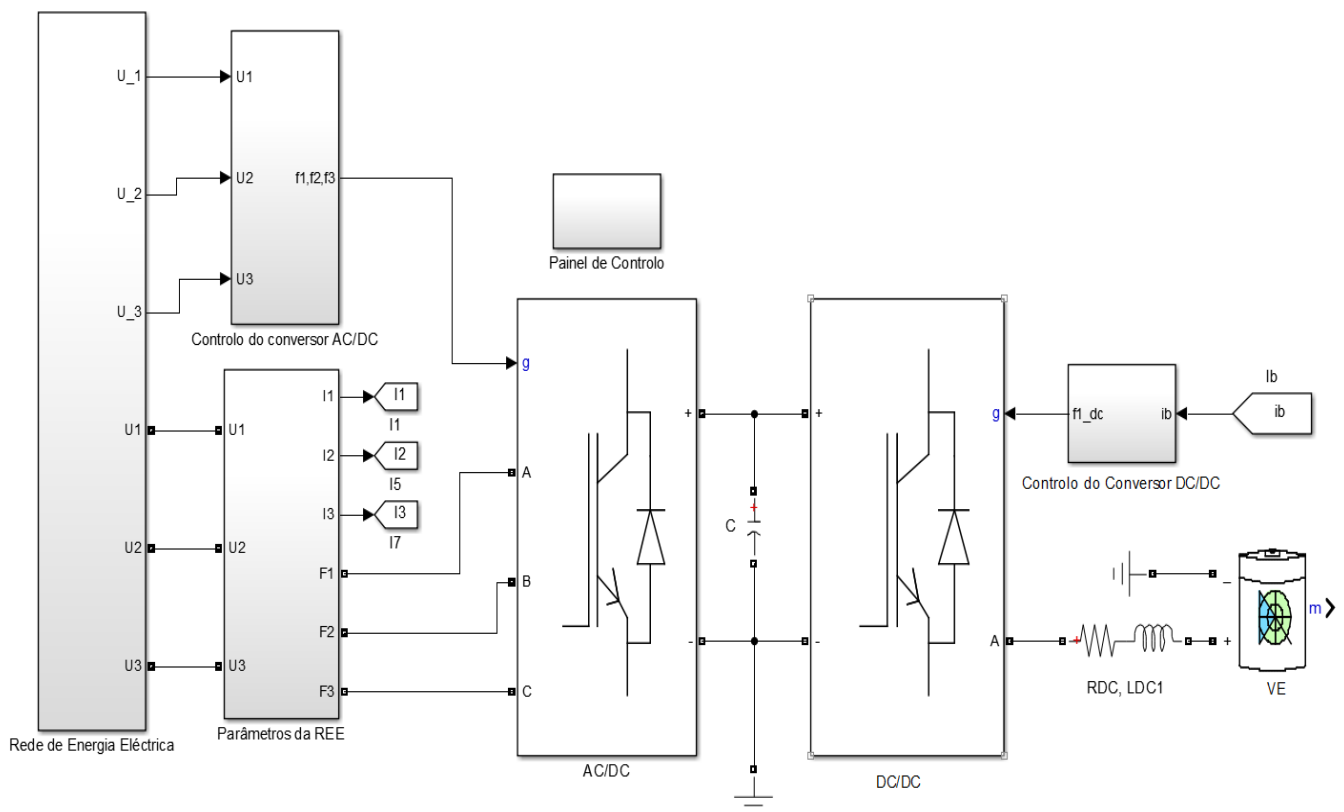 U_1
U_2
U_3
U1
U2
U3
Rede de Energia Eléctrica
U1
U2
U3
f1,f2,f3
Controlo do conversor AC/DC
U1
U2
U3
I1
I2
I3
F1
F2
F3
Parâmetros da REE
I1
I1
I2
I5
I3
I7
Painel de Controlo
g
A
B
C
+
-
AC/DC
+
C
+
-
g
A
DC/DC
f1_dc
ib
Controlo do Conversor DC/DC
Ib
ib
+
RDC, LDC1
_
+
m
VE